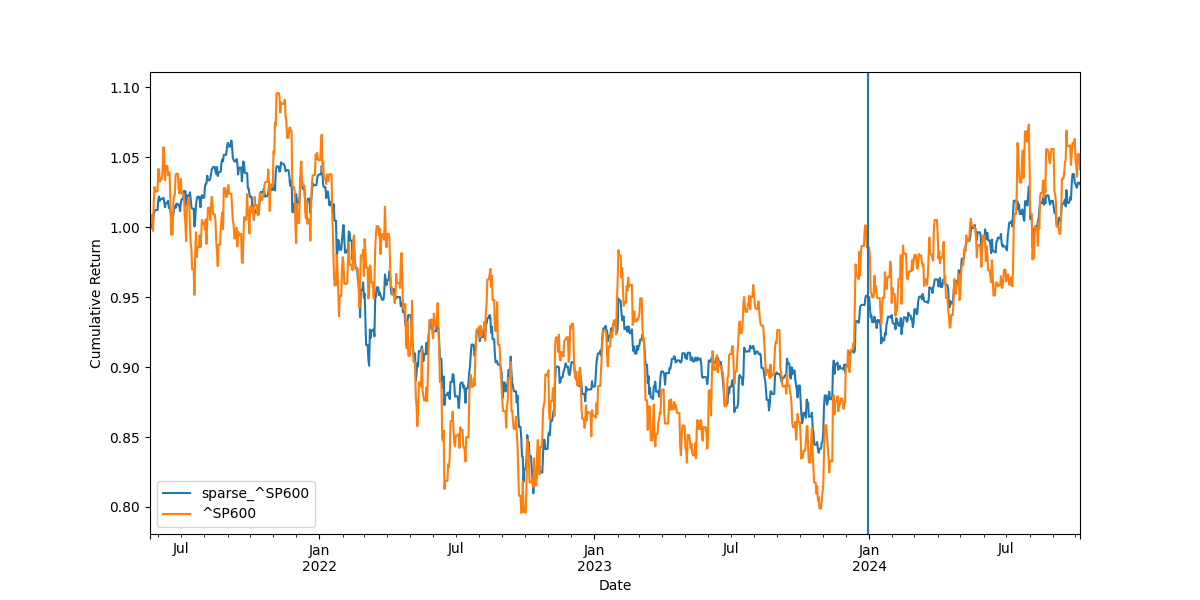 1.10
1.05
1.00
0.95
0.90
0.85
0.80
Cumulative Return
sparse_^SP600
^SP600
Jul
Jan
2022
Jul
Jan
2023
Jul
Jan
2024
Jul
Date